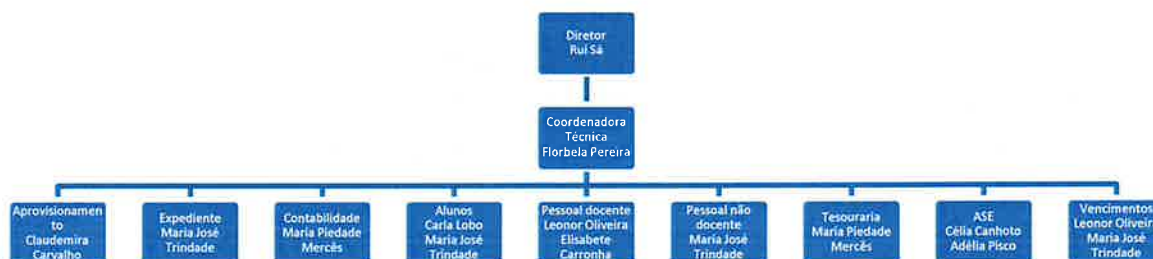 Diretor
Rui Sá
Coordenadora
Técnica
Florbela Pereira
Aprovisionamen
to
Claudemira
Carvalho
Expediente
Maria José
Trindade
Contabilidade
Maria Piedade
Mercês
Alunos
Carla Lobo
Maria José
Trindade
Pessoal docente
Leonor Oliveira
Elisabete
Carronha
Pessoal não
docente
Maria José
Trindade
Tesouraria
Maria Piedade
Mercês
ASE
Célia Canhoto
Adélia Pisco
Vencimentos
Leonor Oliveira
Maria José
Trindade